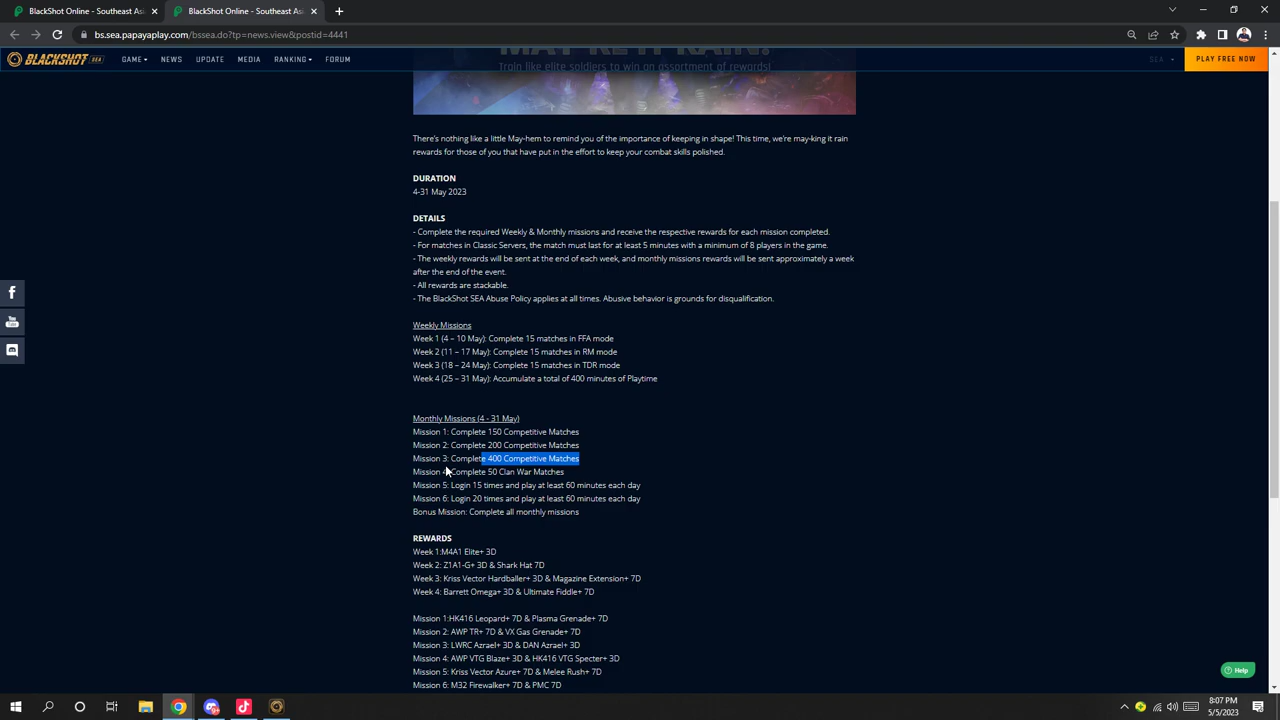 BlackShot Online: Southeast Asi
BlackShot Online: Southeast Asi
bs.sea.papayaplay.com/bssea.do?tp=news.view&postid=4441
BLACKSHOT SEA
GAME NEWS UPDATE MEDIA RANKING FORUM
SEA
PLAY FREE NOW
MAY-KE IT RAIN!
Train like elite soldiers to win an assortment of rewards!
There's nothing like a little May-hem to remind you of the importance of keeping in shape! This time, we're may-king it rain
rewards for those of you that have put in the effort to keep your combat skills polished.
DURATION
4-31 May 2023
DETAILS
- Complete the required Weekly & Monthly missions and receive the respective rewards for each mission completed.
- For matches in Classic Servers, the match must last for at least 5 minutes with a minimum of 8 players in the game.
- The weekly rewards will be sent at the end of each week, and monthly missions rewards will be sent approximately a week
after the end of the event.
- All rewards are stackable.
- The BlackShot SEA Abuse Policy applies at all times. Abusive behavior is grounds for disqualification.
Weekly Missions
Week 1 (4 – 10 May): Complete 15 matches in FFA mode
Week 2 (11 – 17 May): Complete 15 matches in RM mode
Week 3 (18 – 24 May): Complete 15 matches in TDR mode
Week 4 (25 – 31 May): Accumulate a total of 400 minutes of Playtime
Monthly Missions (4 - 31 May)
Mission 1: Complete 150 Competitive Matches
Mission 2: Complete 200 Competitive Matches
Mission 3: Complete 400 Competitive Matches
Mission 4: Complete 50 Clan War Matches
Mission 5: Login 15 times and play at least 60 minutes each day
Mission 6: Login 20 times and play at least 60 minutes each day
Bonus Mission: Complete all monthly missions
REWARDS
Week 1:M4A1 Elite+ 3D
Week 2: Z1A1-G+ 3D & Shark Hat 7D
Week 3: Kriss Vector Hardballer+ 3D & Magazine Extension+ 7D
Week 4: Barrett Omega+ 3D & Ultimate Fiddle+ 7D
Mission 1:HK416 Leopard+ 7D & Plasma Grenade+ 7D
Mission 2: AWP TR+ 7D & VX Gas Grenade+ 7D
Mission 3: LWRC Azrael+ 3D & DAN Azrael+ 3D
Mission 4: AWP VTG Blaze+ 3D & HK416 VTG Specter+ 3D
Mission 5: Kriss Vector Azure+ 7D & Melee Rush+ 7D
Mission 6: M32 Firewalker+ 7D & PMC 7D
Help
8:07 PM
5/5/2023